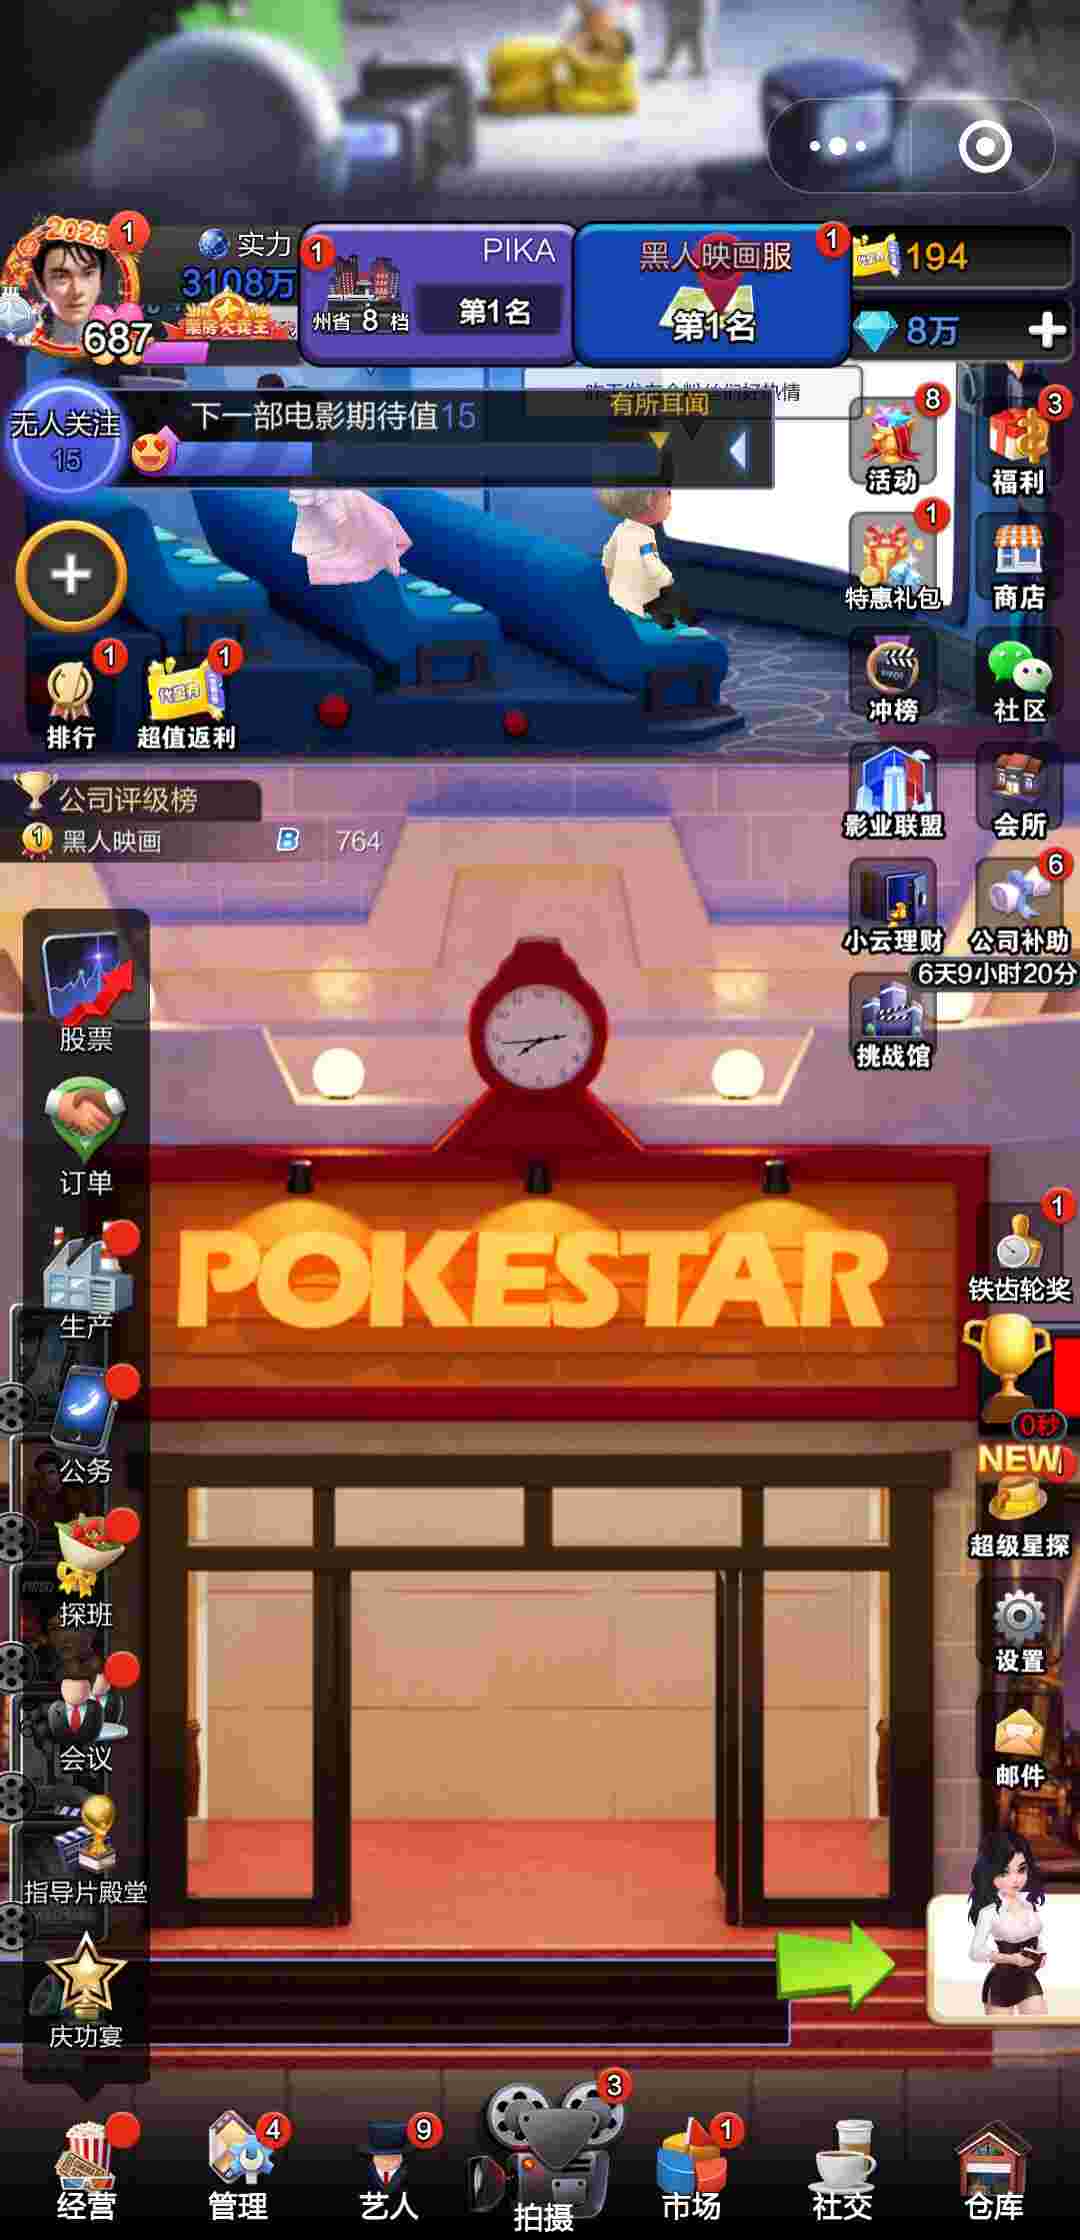 2025
1
实力
3108万
687
黑房大亮王
1
PIKA
州省 8 档
第1名
黑人映画服
1
第1名
194
8万
无人关注
15
下一部电影期待值15
有所耳闻
8
活动
3
福利
1
特惠礼包
商店
1
排行
1
超值返利
冲榜
社区
公司评级榜
1
黑人映画
B
764
影业联盟
会所
小云理财
6
公司补助
6天9小时20分
挑战馆
股票
订单
生产
公务
探班
会议
指导片殿堂
庆功宴
POKESTAR
1
铁齿轮奖
0秒
NEW
超级星探
设置
邮件
经营
4
管理
9
艺人
3
拍摄
1
市场
社交
仓库